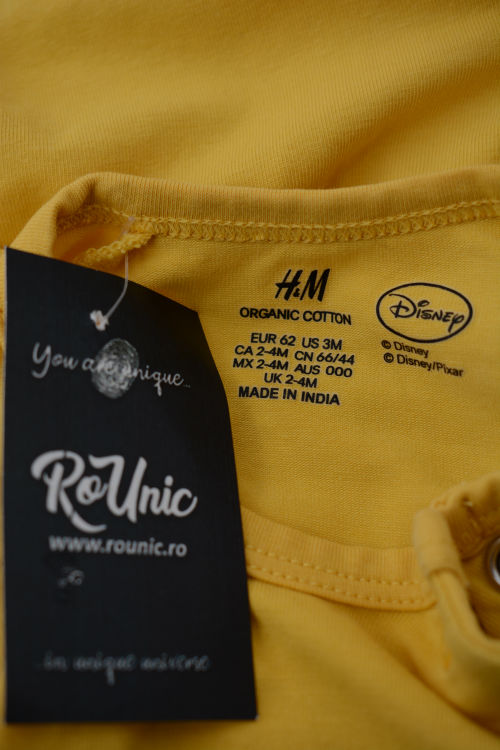 H&M
ORGANIC COTTON
EUR 62 US 3M
CA 2-4M CN 66/44
MX 2-4M AUS 000
UK 2-4M
MADE IN INDIA
Disney
© Disney
© Disney/Pixar
You are unique...
RoUnic
www.rounic.ro
...in unique universe